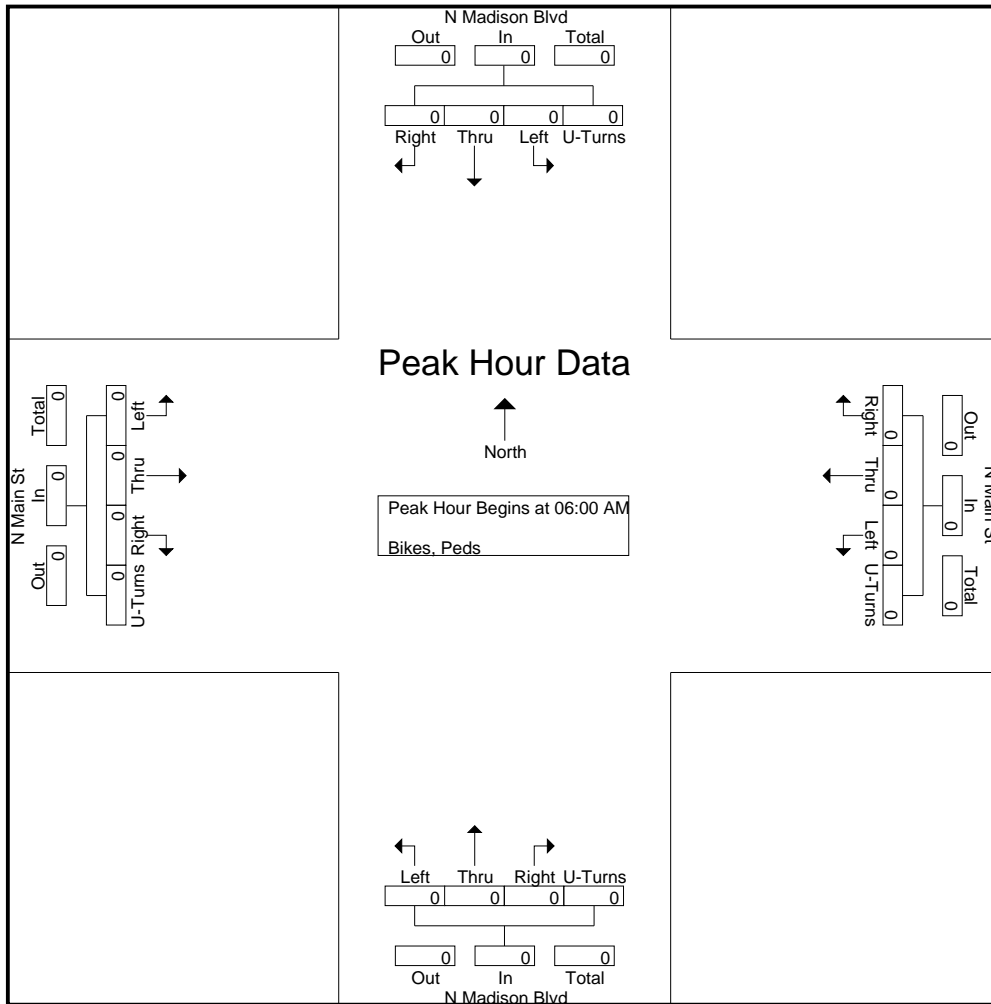 N Madison Blvd
Out In Total
0 0 0
0 0 0 0
Right Thru Left U-Turns
Peak Hour Data
North
Peak Hour Begins at 06:00 AM
Bikes, Peds
N Main St
Total In Out
0 0 0
0 0 0 0
Left Thru Right U-Turns
Right Thru Left U-Turns
0 0 0 0
0 0 0
Out In Total
N Main St
Left Thru Right U-Turns
0 0 0 0
0 0 0
Out In Total
N Madison Blvd